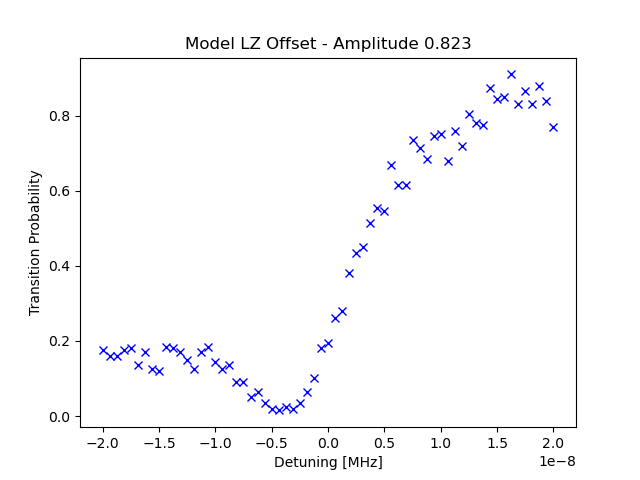 Model LZ Offset - Amplitude 0.823
Transition Probability
0.8
0.6
0.4
0.2
0.0
−2.0 −1.5 −1.0 −0.5 0.0 0.5 1.0 1.5 2.0
1e−8
Detuning [MHz]